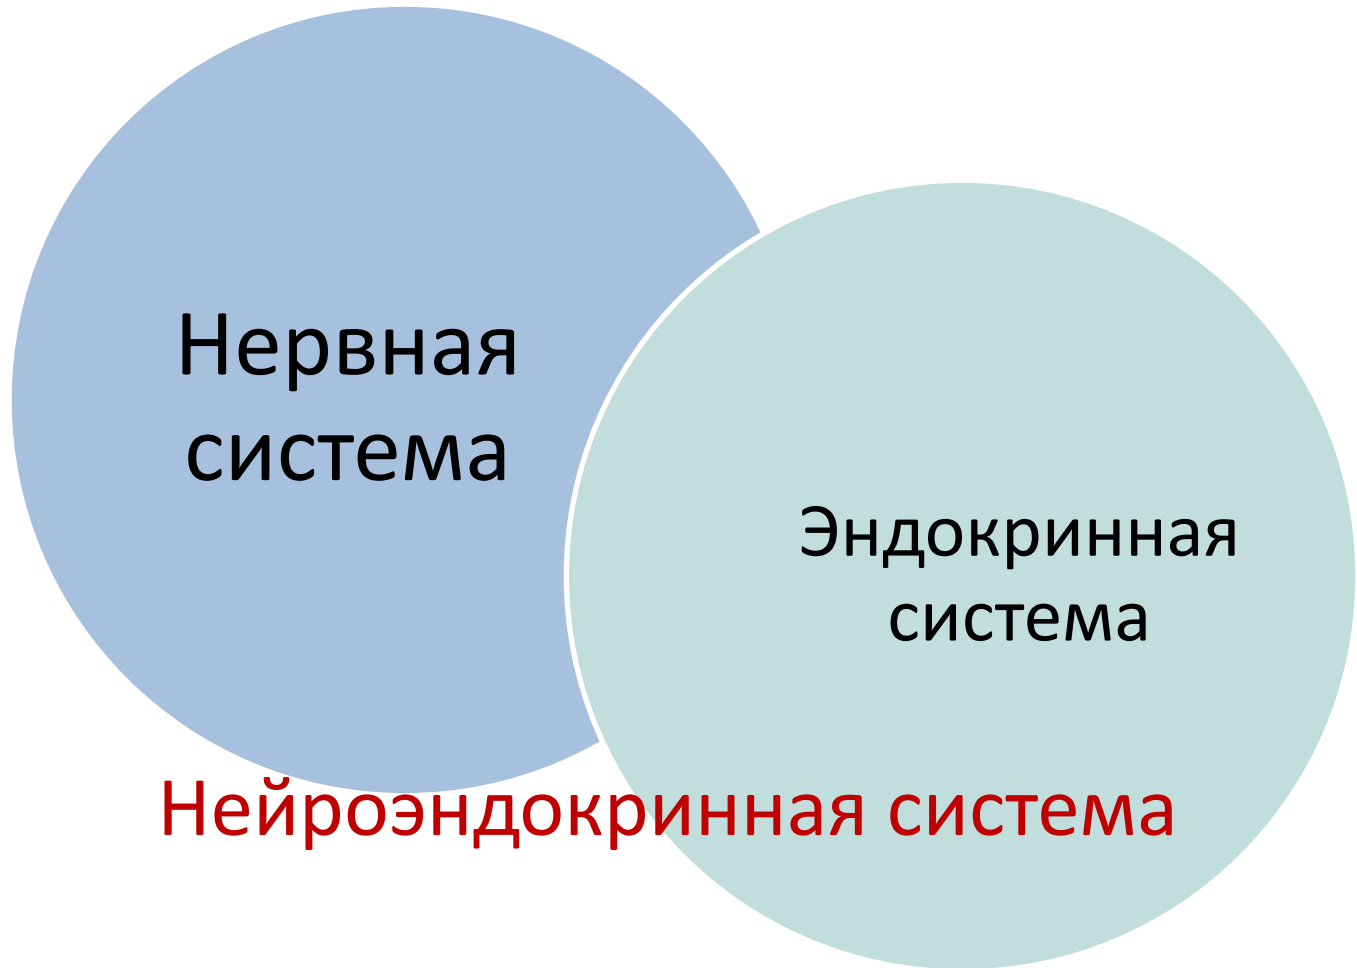 Нервная
система
Эндокринная
система
Нейроэндокринная система